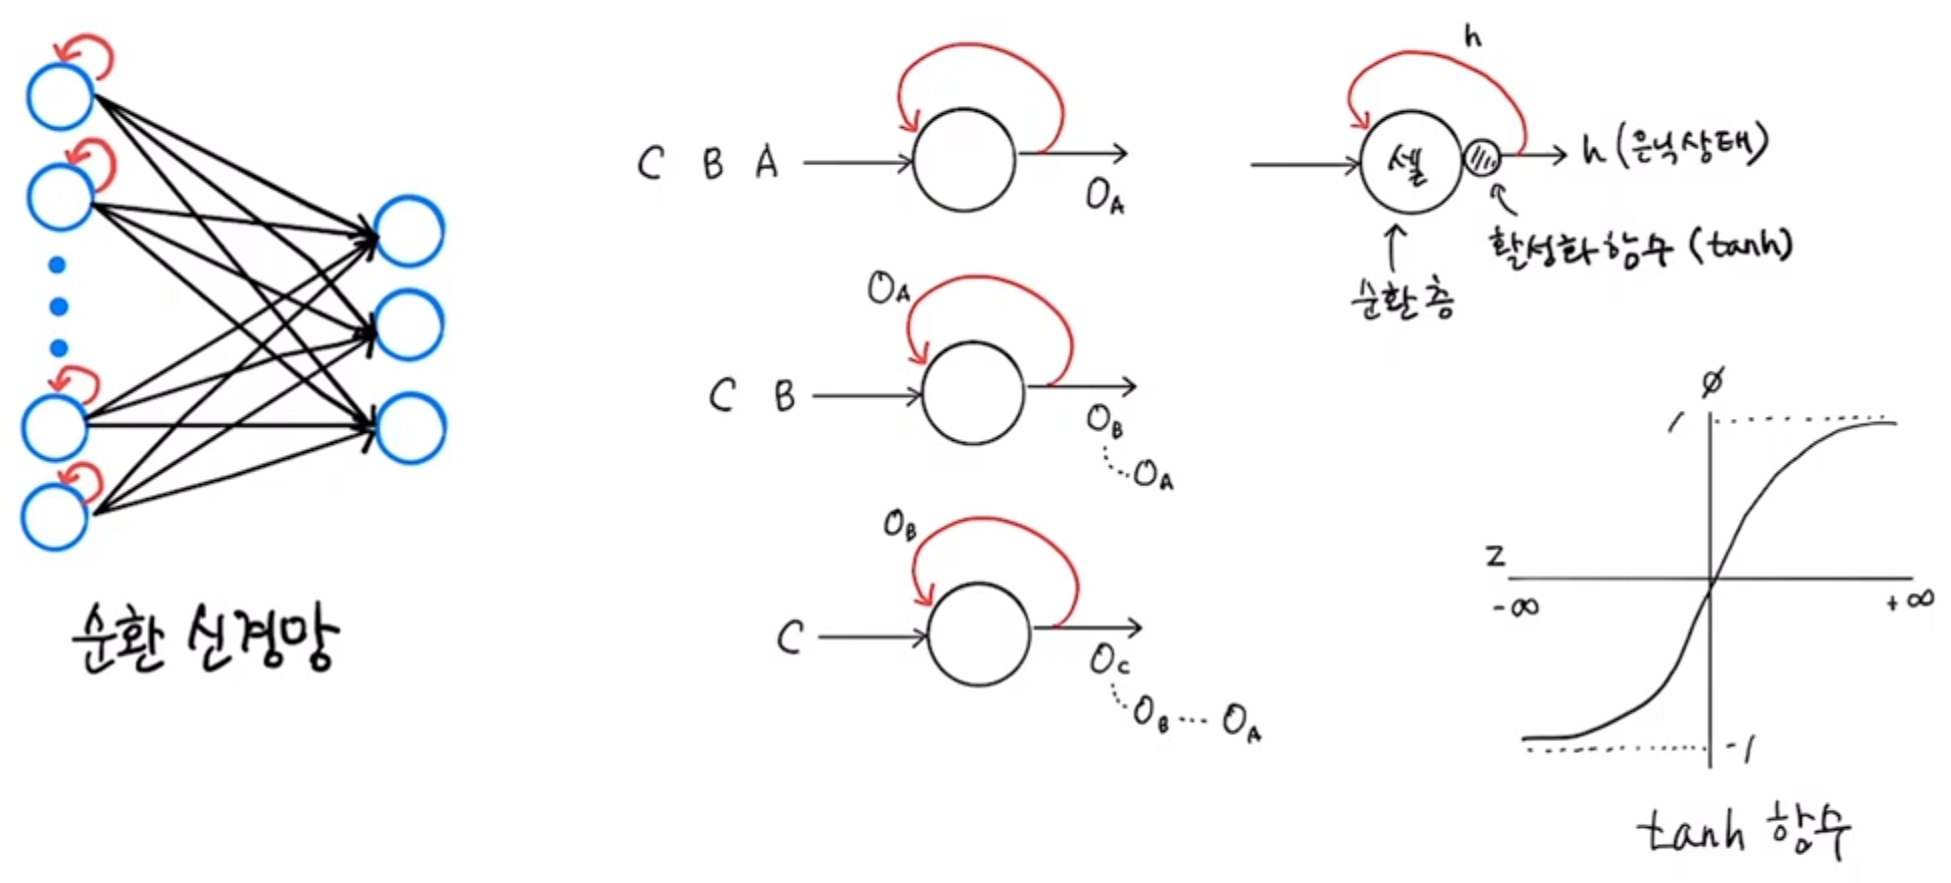 순환 신경망
C B A
O_A
O_A
C B
O_B
O_A
O_B
C
O_C
O_B O_A
h
셀
h (은닉상태)
활성화 함수 (tanh)
순환층
φ
1
z
-∞
+∞
-1
tanh 함수